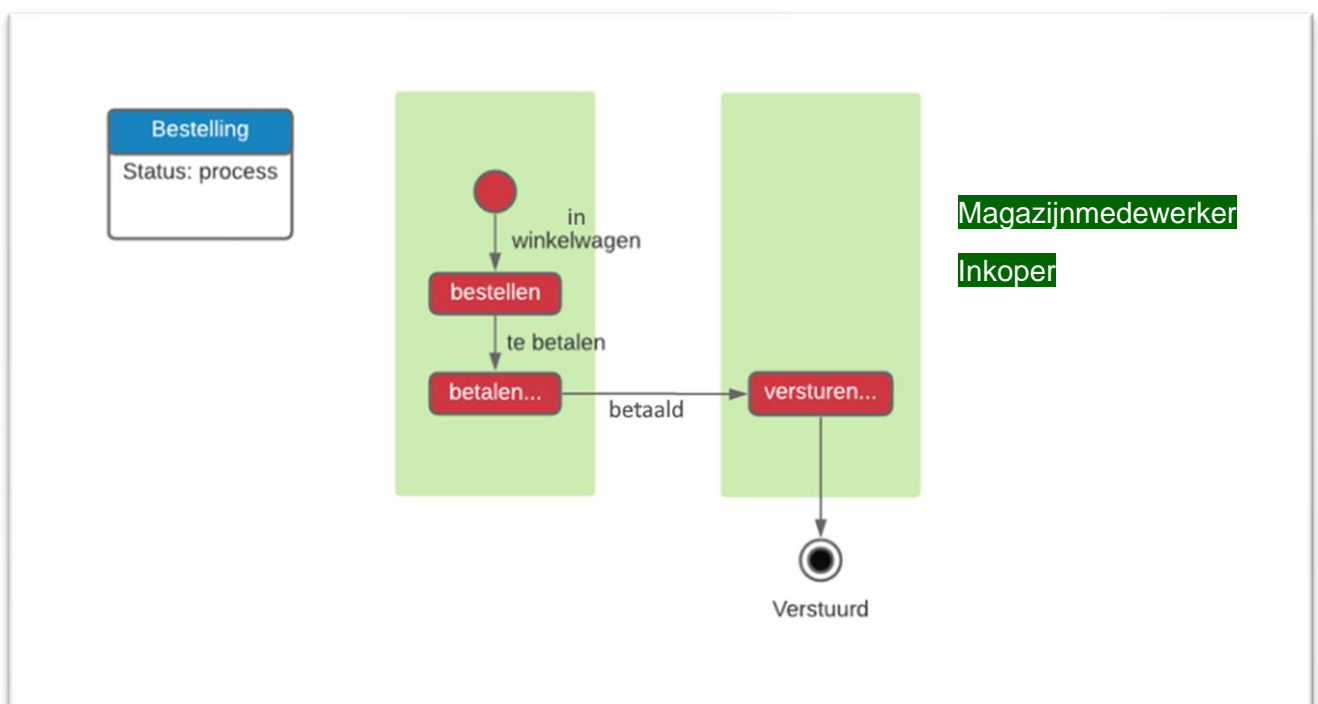 Bestelling
Status: process
in
winkelwagen
bestellen
te betalen
betalen...
betaald
versturen...
Verstuurd
Magazijnmedewerker
Inkoper